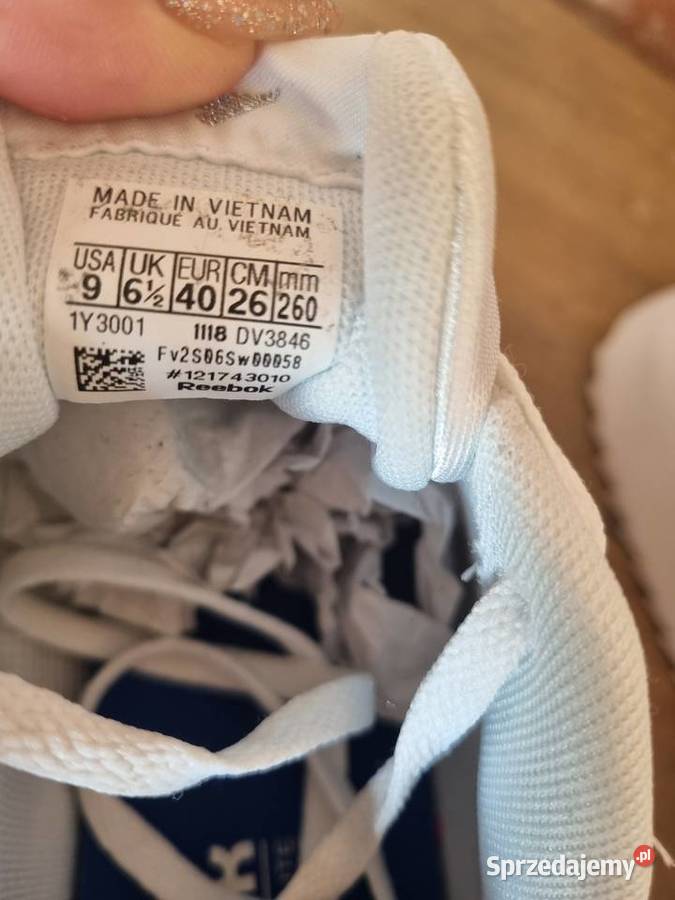 MADE IN VIETNAM
FABRIQUÉ AU VIETNAM
USA UK EUR CM mm
9 6½ 40 26 260
1Y3001 1118 DV3846
Fv2S06Sw00058
#121743010
Reebok
Sprzedajemy.pl